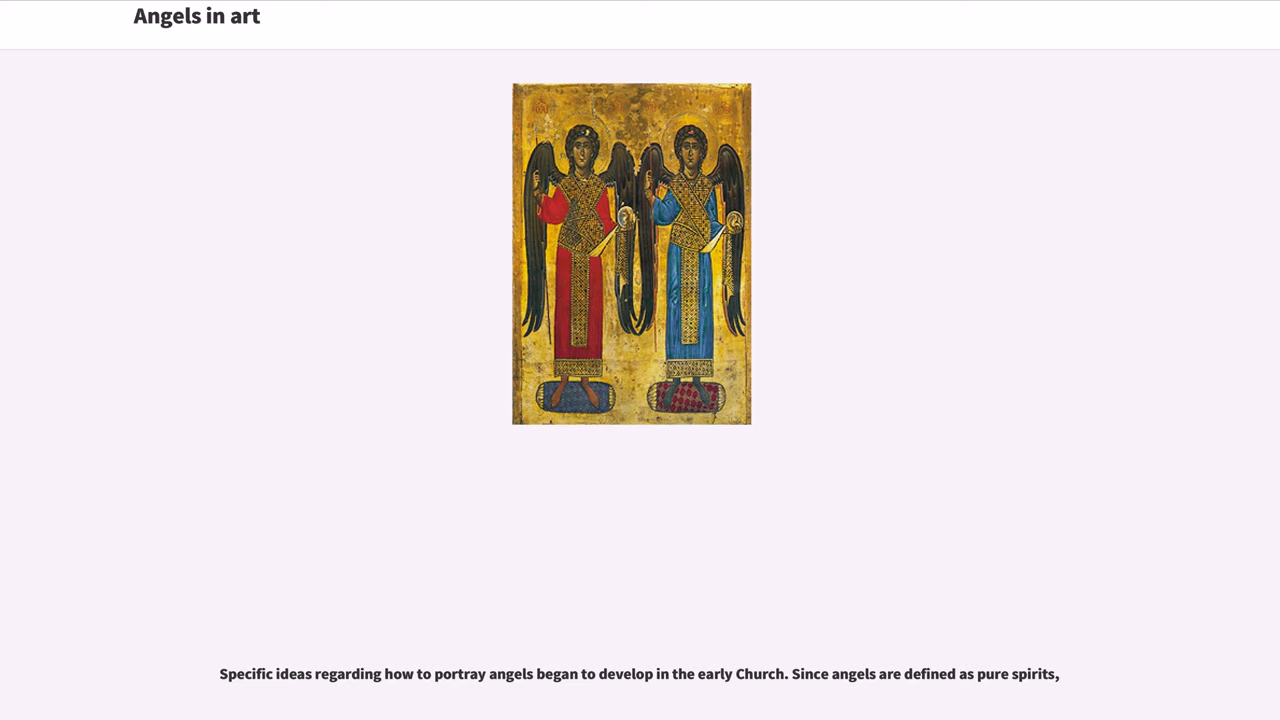 Angels in art
Specific ideas regarding how to portray angels began to develop in the early Church. Since angels are defined as pure spirits,